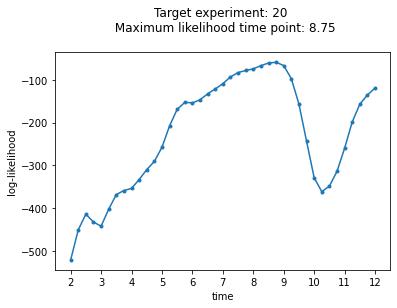 Target experiment: 20
Maximum likelihood time point: 8.75
log-likelihood
−100
−200
−300
−400
−500
2 3 4 5 6 7 8 9 10 11 12
time